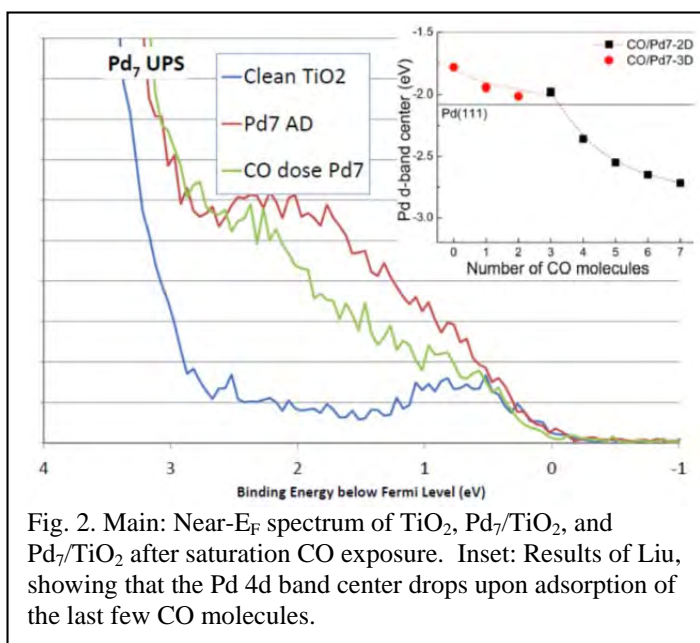 Pd₇ UPS
Clean TiO2
Pd7 AD
CO dose Pd7
-1.5
-2.0
-2.5
-3.0
Pd d-band center (eV)
CO/Pd7-2D
CO/Pd7-3D
Pd(111)
0 1 2 3 4 5 6 7
Number of CO molecules
4 3 2 1 0 -1
Binding Energy below Fermi Level (eV)
Fig. 2. Main: Near-E_F spectrum of TiO₂, Pd₇/TiO₂, and
Pd₇/TiO₂ after saturation CO exposure.  Inset: Results of Liu,
showing that the Pd 4d band center drops upon adsorption of
the last few CO molecules.